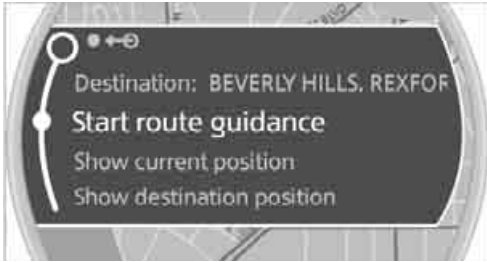 Destination: BEVERLY HILLS. REXFOR
Start route guidance
Show current position
Show destination position